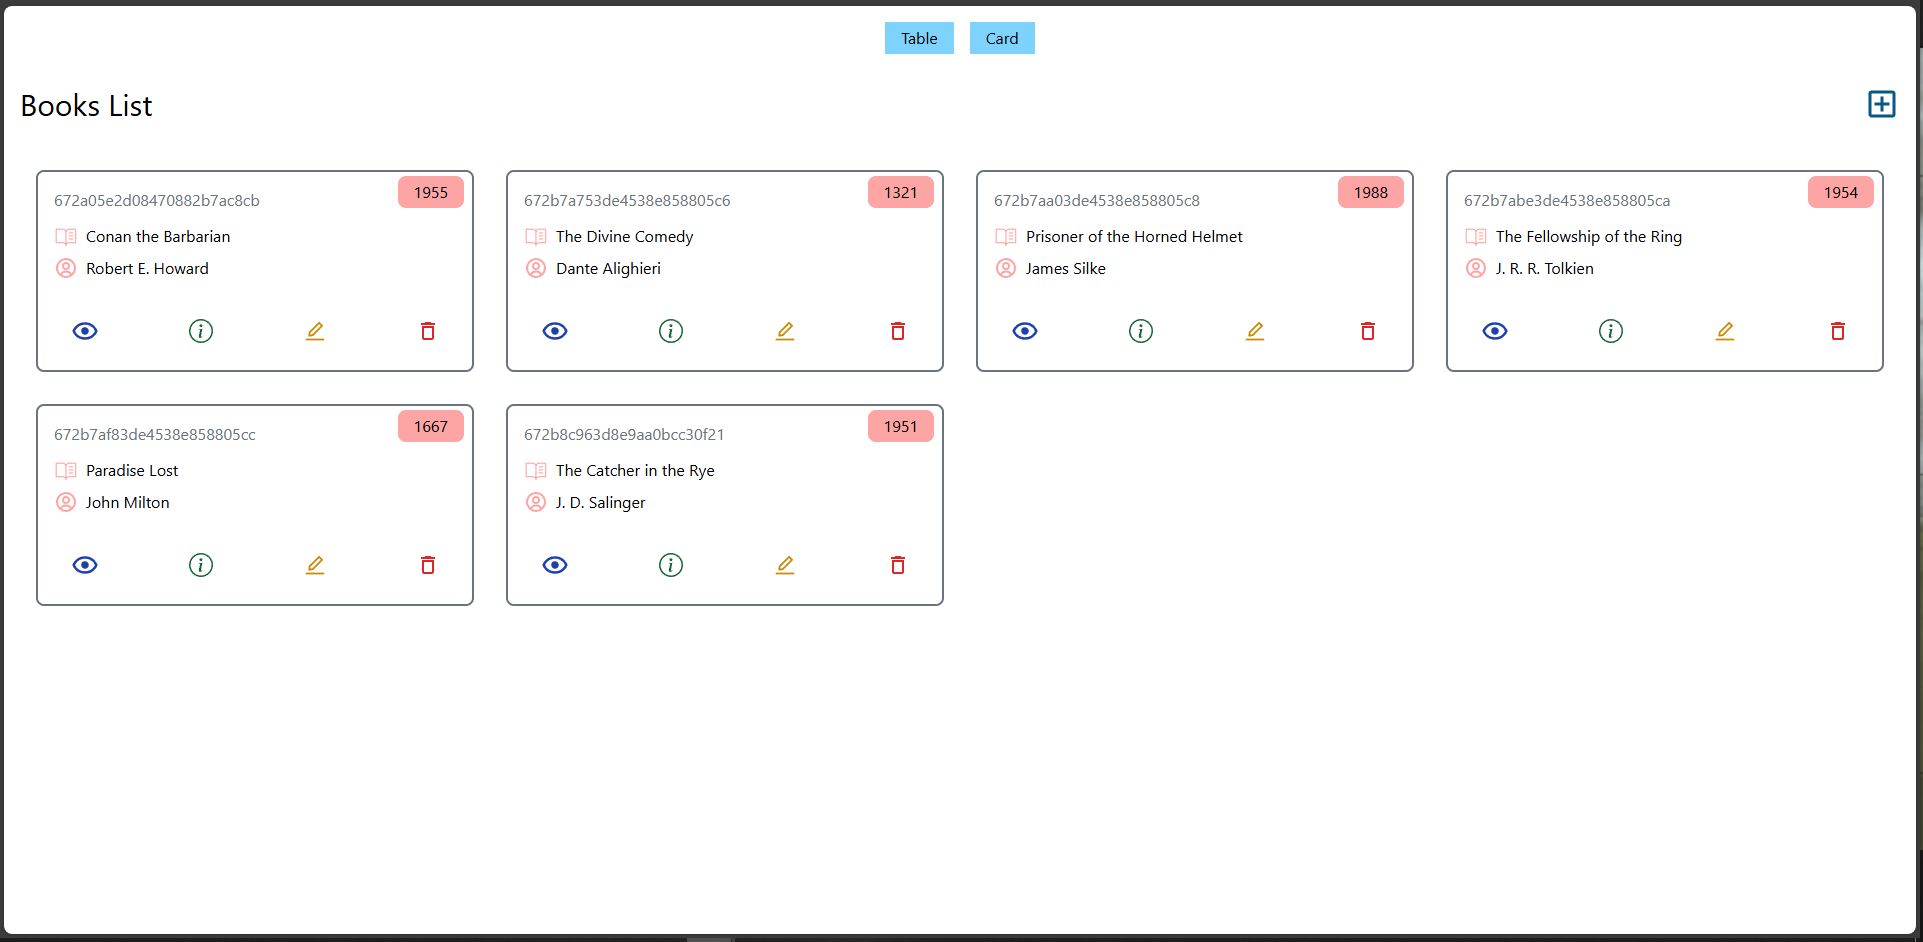 Table
Card
Books List
672a05e2d08470882b7ac8cb
1955
Conan the Barbarian
Robert E. Howard
672b7a753de4538e858805c6
1321
The Divine Comedy
Dante Alighieri
672b7aa03de4538e858805c8
1988
Prisoner of the Horned Helmet
James Silke
672b7abe3de4538e858805ca
1954
The Fellowship of the Ring
J. R. R. Tolkien
672b7af83de4538e858805cc
1667
Paradise Lost
John Milton
672b8c963d8e9aa0bcc30f21
1951
The Catcher in the Rye
J. D. Salinger